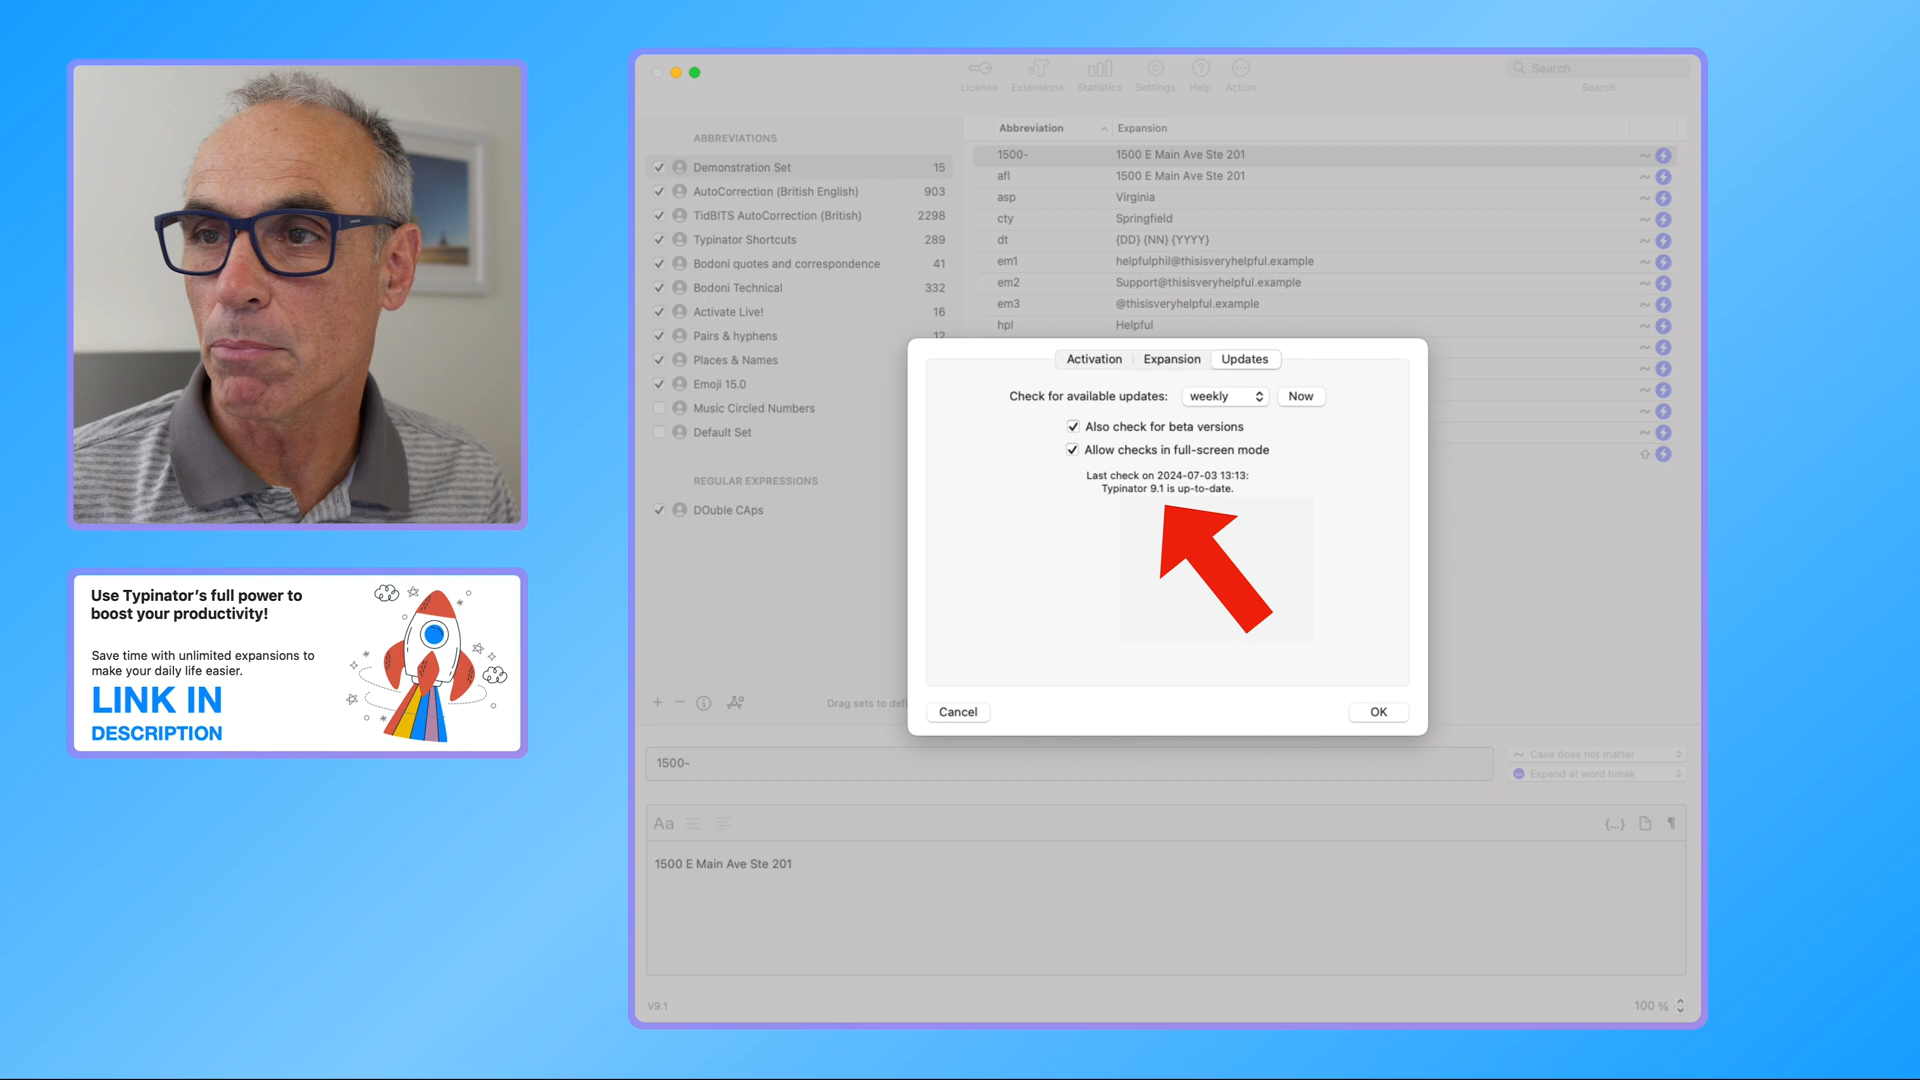 License
Extensions
Statistics
Settings
Help
Action
Search
Search
ABBREVIATIONS
Demonstration Set 15
AutoCorrection (British English) 903
TidBITS AutoCorrection (British) 2298
Typinator Shortcuts 289
Bodoni quotes and correspondence 41
Bodoni Technical 332
Activate Live! 16
Pairs & hyphens 12
Places & Names
Emoji 15.0
Music Circled Numbers
Default Set
REGULAR EXPRESSIONS
DOuble CAps
Drag sets to
Abbreviation Expansion
1500- 1500 E Main Ave Ste 201
afl 1500 E Main Ave Ste 201
asp Virginia
cty Springfield
dt {DD} {NN} {YYYY}
em1 helpfulphil@thisisveryhelpful.example
em2 Support@thisisveryhelpful.example
em3 @thisisveryhelpful.example
hpl Helpful
Activation Expansion Updates
Check for available updates: weekly Now
Also check for beta versions
Allow checks in full-screen mode
Last check on 2024-07-03 13:13:
Typinator 9.1 is up-to-date.
Cancel OK
1500-
Case does not matter
Expand at word break
Aa
{...}
¶
1500 E Main Ave Ste 201
V9.1
100 %
Use Typinator’s full power to
boost your productivity!
Save time with unlimited expansions to
make your daily life easier.
LINK IN
DESCRIPTION